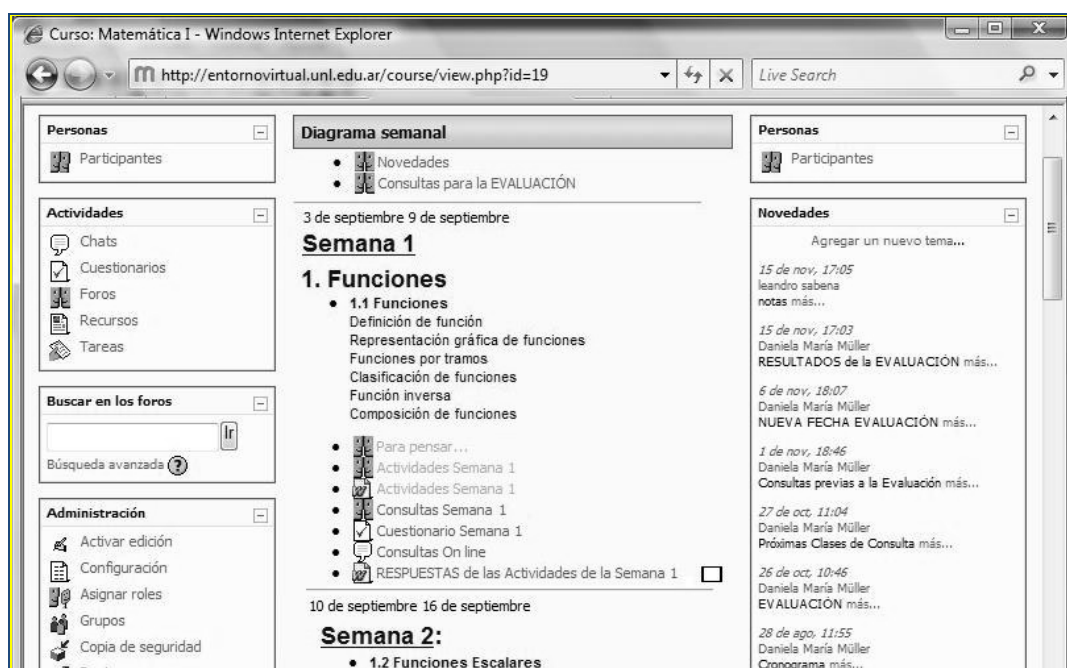 Curso: Matemática I - Windows Internet Explorer
http://entornovirtual.unl.edu.ar/course/view.php?id=19
Live Search
Personas
Participantes
Actividades
Chats
Cuestionarios
Foros
Recursos
Tareas
Buscar en los foros
Ir
Búsqueda avanzada ?
Administración
Activar edición
Configuración
Asignar roles
Grupos
Copia de seguridad
Diagrama semanal
Novedades
Consultas para la EVALUACIÓN
3 de septiembre 9 de septiembre
Semana 1
1. Funciones
1.1 Funciones
Definición de función
Representación gráfica de funciones
Funciones por tramos
Clasificación de funciones
Función inversa
Composición de funciones
Para pensar...
Actividades Semana 1
Actividades Semana 1
Consultas Semana 1
Cuestionario Semana 1
Consultas On line
RESPUESTAS de las Actividades de la Semana 1
10 de septiembre 16 de septiembre
Semana 2:
1.2 Funciones Escalares
Personas
Participantes
Novedades
Agregar un nuevo tema...
15 de nov, 17:05
leandro sabena
notas más...
15 de nov, 17:03
Daniela María Müller
RESULTADOS de la EVALUACIÓN más...
6 de nov, 18:07
Daniela María Müller
NUEVA FECHA EVALUACIÓN más...
1 de nov, 18:46
Daniela María Müller
Consultas previas a la Evaluación más...
27 de oct, 11:04
Daniela María Müller
Próximas Clases de Consulta más...
26 de oct, 10:46
Daniela María Müller
EVALUACIÓN más...
28 de ago, 11:55
Daniela María Müller
Cronograma más...